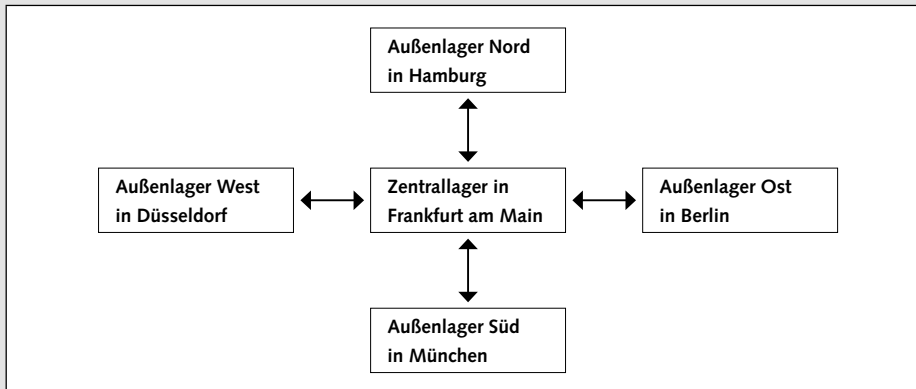 Außenlager Nord
in Hamburg
Außenlager West
in Düsseldorf
Zentrallager in
Frankfurt am Main
Außenlager Ost
in Berlin
Außenlager Süd
in München